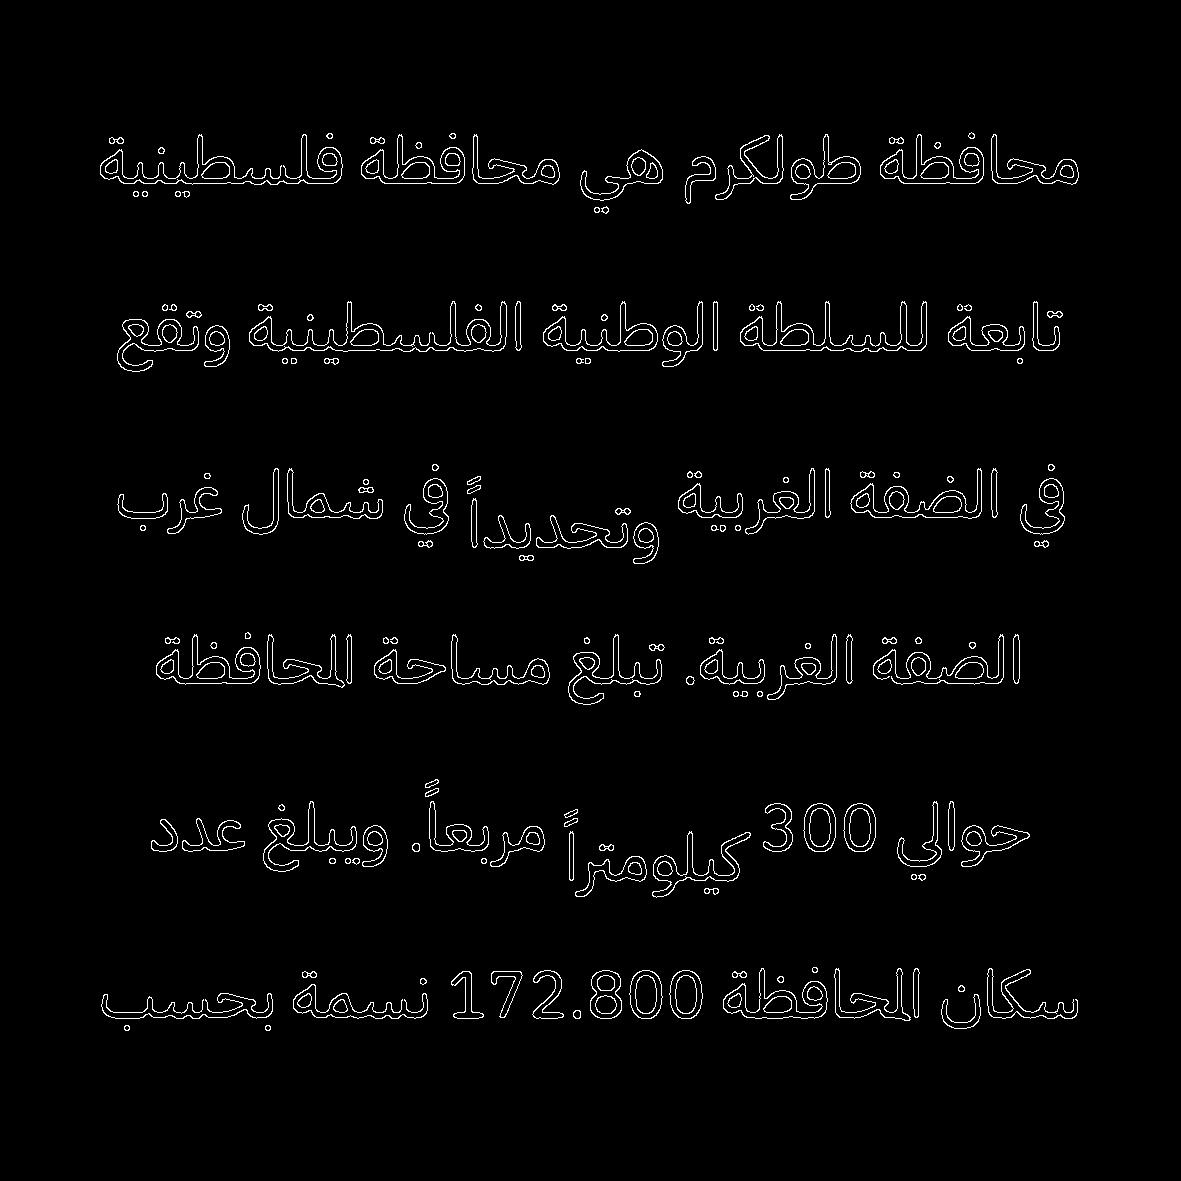 محافظة طولكرم هي محافظة فلسطينية
تابعة للسلطة الوطنية الفلسطينية وتقع
في الضفة الغربية وتحديداً في شمال غرب
الضفة الغربية. تبلغ مساحة المحافظة
حوالي 300 كيلومتراً مربعاً. ويبلغ عدد
سكان المحافظة 172.800 نسمة بحسب